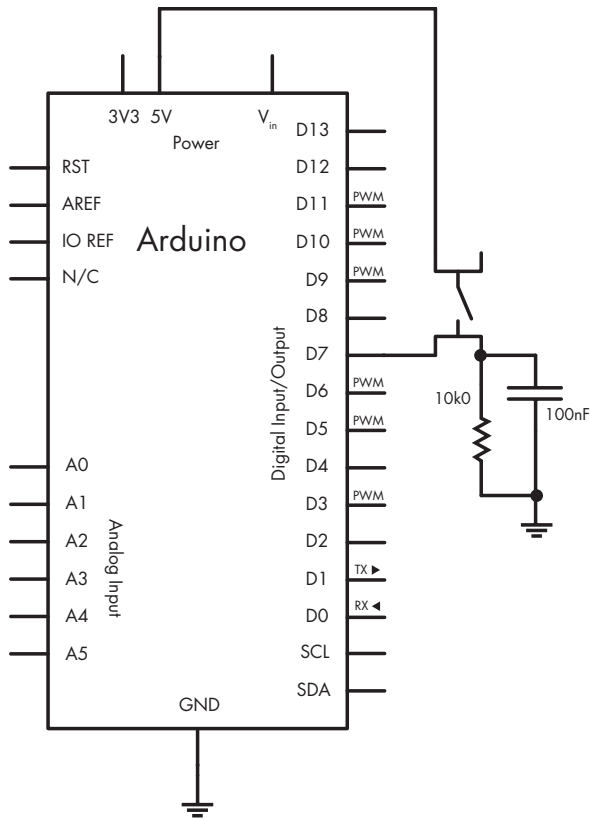 3V3 5V
V in
Power
D13
RST
D12
AREF
D11 PWM
IO REF
Arduino
D10 PWM
N/C
D9 PWM
D8
D7
Digital Input/Output
D6 PWM
10k0
100nF
D5 PWM
A0
D4
A1
D3 PWM
A2
D2
Analog Input
A3
D1 TX ▶
A4
D0 RX ◀
A5
SCL
SDA
GND